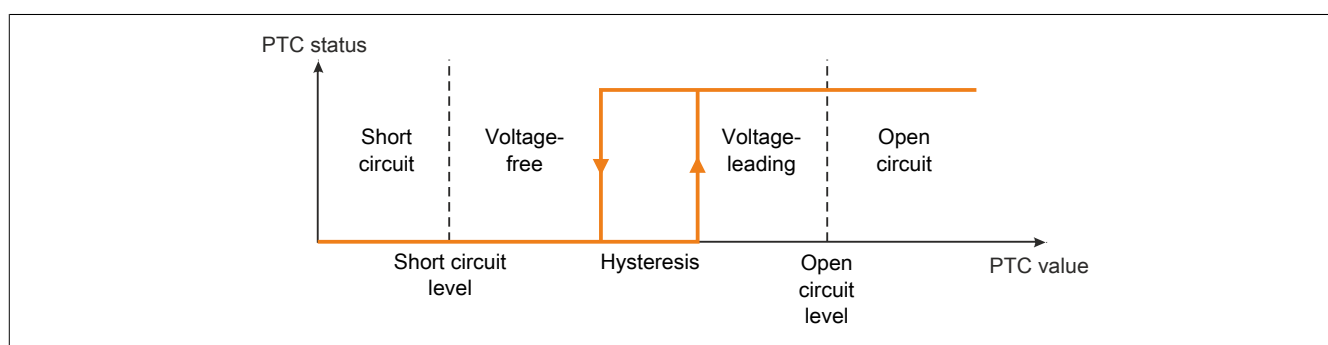 PTC status
Short
circuit
Voltage-
free
Voltage-
leading
Open
circuit
Short circuit
level
Hysteresis
Open
circuit
level
PTC value